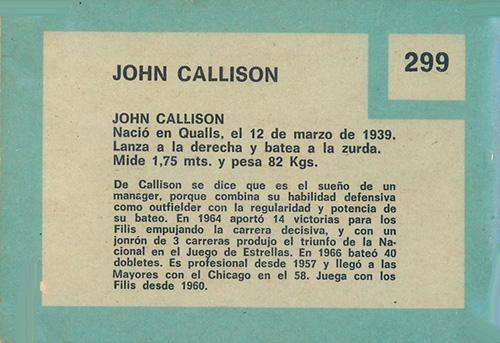 299
JOHN CALLISON
JOHN CALLISON
Nació en Qualls, el 12 de marzo de 1939.
Lanza a la derecha y batea a la zurda.
Mide 1,75 mts. y pesa 82 Kgs.
De Callison se dice que es el sueño de un
manager, porque combina su habilidad defensiva
como outfielder con la regularidad y potencia de
su bateo. En 1964 aportó 14 victorias para los
Filis empujando la carrera decisiva, y con un
jonrón de 3 carreras produjo el triunfo de la Na-
cional en el Juego de Estrellas. En 1966 bateó 40
dobletes. Es profesional desde 1957 y llegó a las
Mayores con el Chicago en el 58. Juega con los
Filis desde 1960.